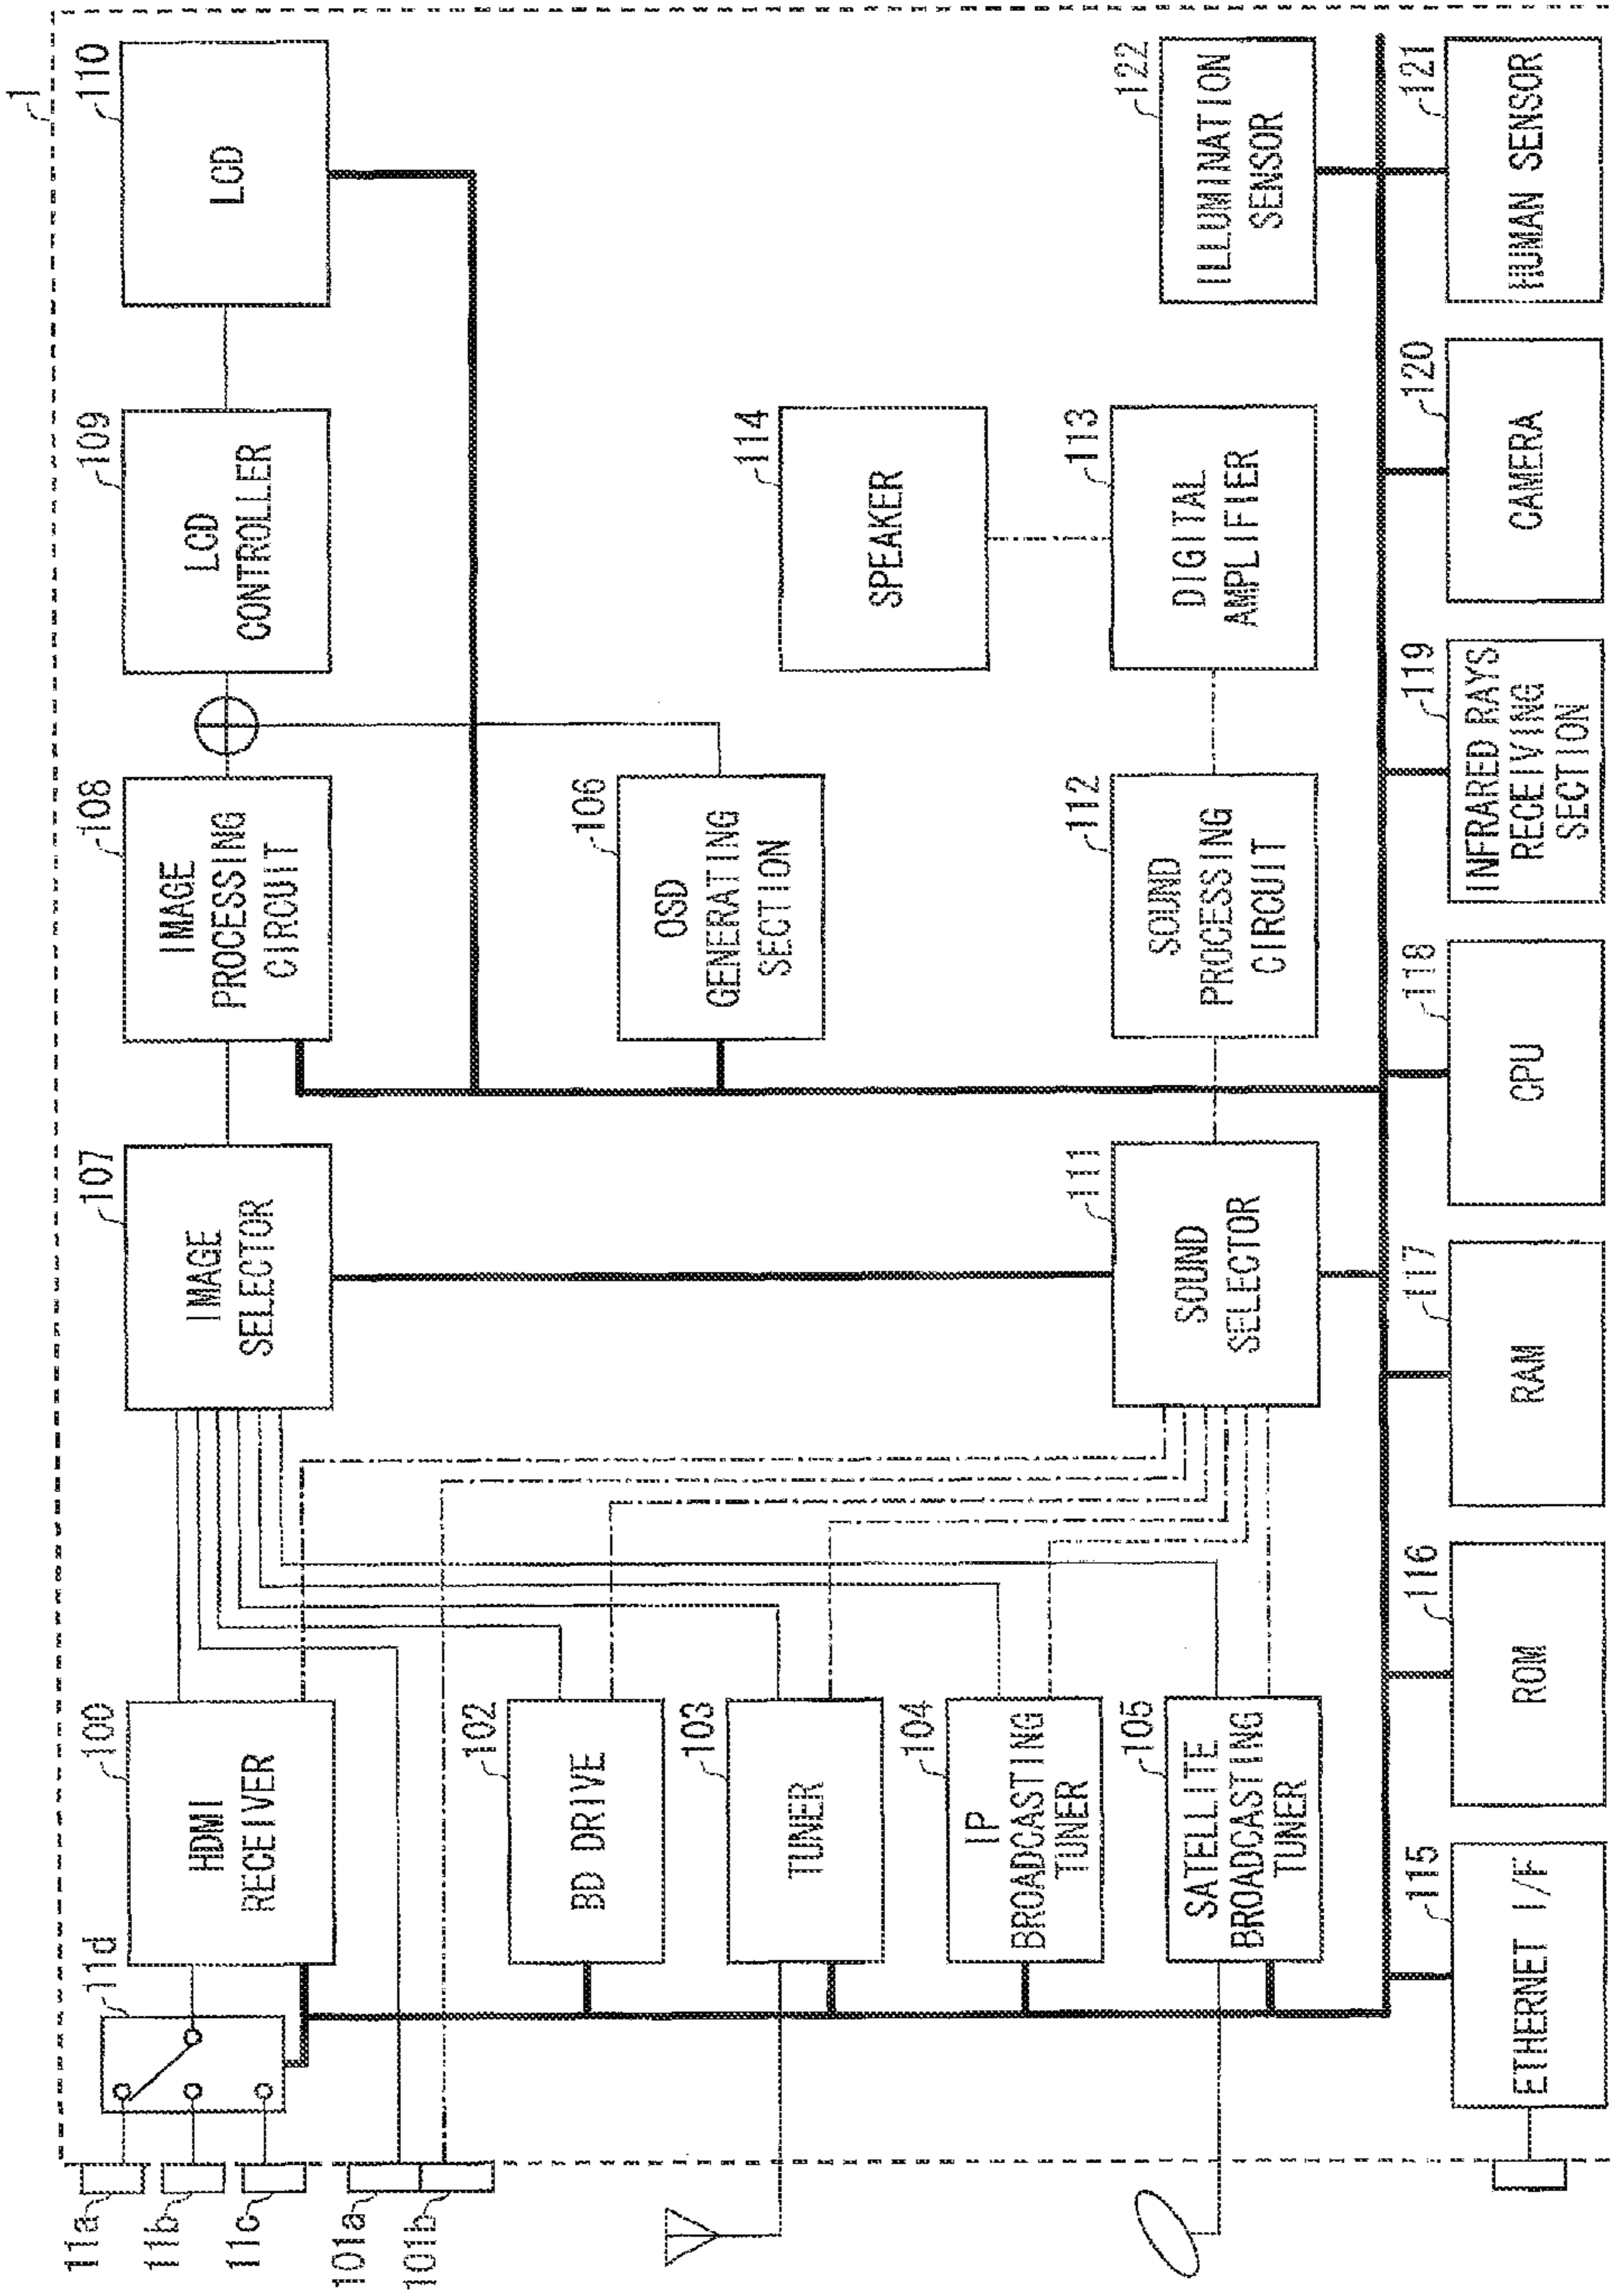 1
11a
11b
11c
11d
101a
101b
100
HDMI
RECEIVER
107
IMAGE
SELECTOR
108
IMAGE
PROCESSING
CIRCUIT
109
LCD
CONTROLLER
110
LCD
102
BD DRIVE
103
TUNER
104
IP
BROADCASTING
TUNER
105
SATELLITE
BROADCASTING
TUNER
106
OSD
GENERATING
SECTION
111
SOUND
SELECTOR
112
SOUND
PROCESSING
CIRCUIT
113
DIGITAL
AMPLIFIER
114
SPEAKER
122
ILLUMINATION
SENSOR
115
ETHERNET I/F
116
ROM
117
RAM
118
CPU
119
INFRARED RAYS
RECEIVING
SECTION
120
CAMERA
121
HUMAN SENSOR